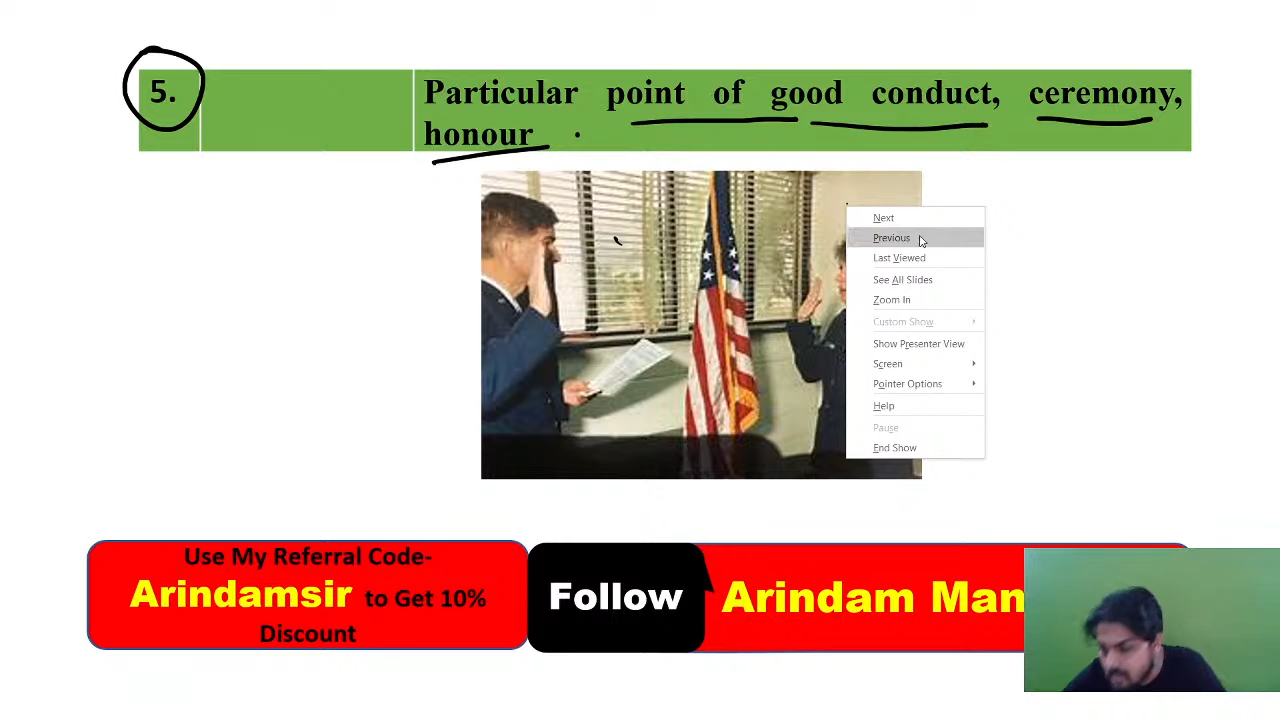 5.
Particular point of good conduct, ceremony,
honour
Next
Previous
Last Viewed
See All Slides
Zoom In
Custom Show
Show Presenter View
Screen
Pointer Options
Help
Pause
End Show
Use My Referral Code-
Arindamsir to Get 10%
Discount
Follow
Arindam Man